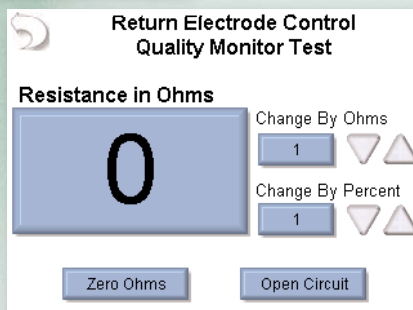 Return Electrode Control
Quality Monitor Test
Resistance in Ohms
0
Change By Ohms
1
Change By Percent
1
Zero Ohms
Open Circuit